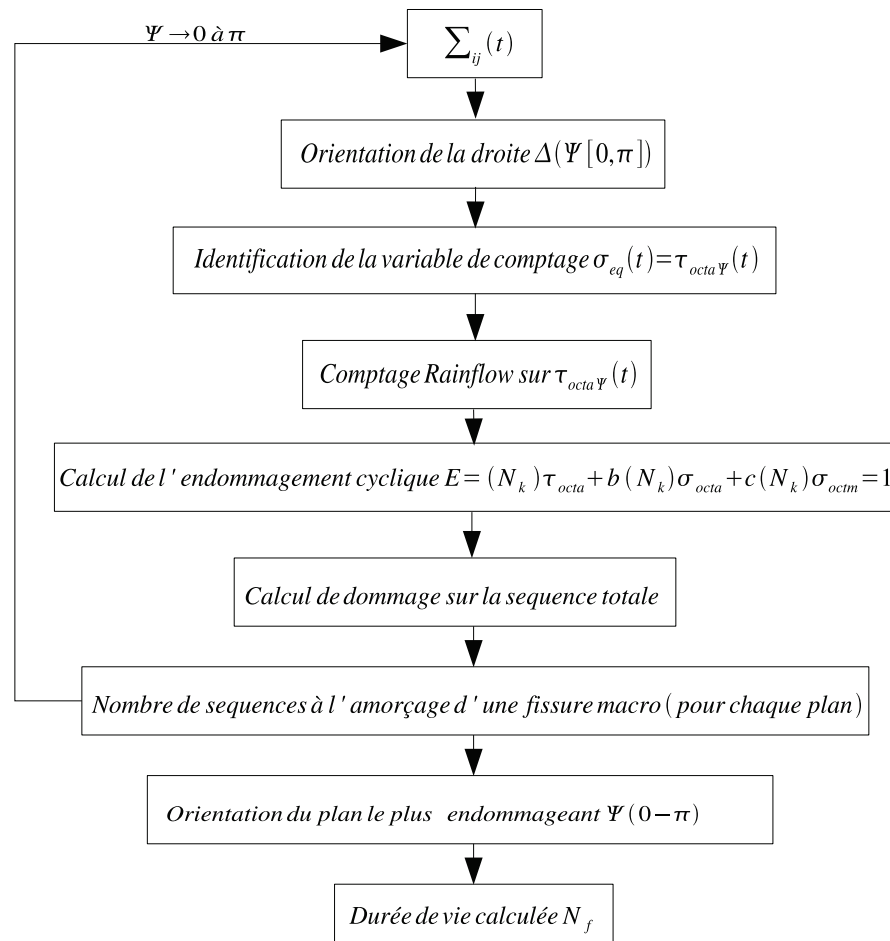 Ψ→0 à π
∑ij(t)
Orientation de la droite Δ(Ψ[0,π])
Identification de la variable de comptage σeq(t)=τoctaΨ(t)
Comptage Rainflow sur τoctaΨ(t)
Calcul de l'endommagement cyclique E=(Nk)τocta+b(Nk)σocta+c(Nk)σoctm=1
Calcul de dommage sur la sequence totale
Nombre de sequences à l'amorçage d'une fissure macro(pour chaque plan)
Orientation du plan le plus endommageant Ψ(0−π)
Durée de vie calculée Nf